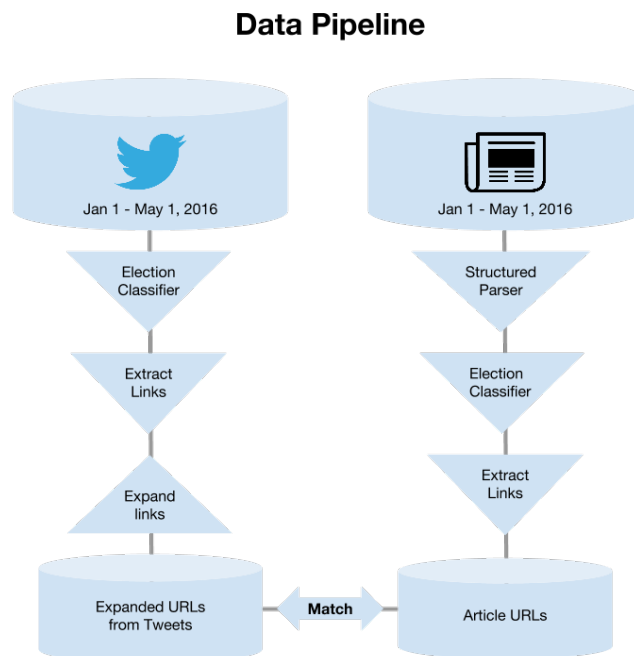 Data Pipeline
Jan 1 - May 1, 2016
Election
Classifier
Extract
Links
Expand
links
Expanded URLs
from Tweets
Match
Jan 1 - May 1, 2016
Structured
Parser
Election
Classifier
Extract
Links
Article URLs